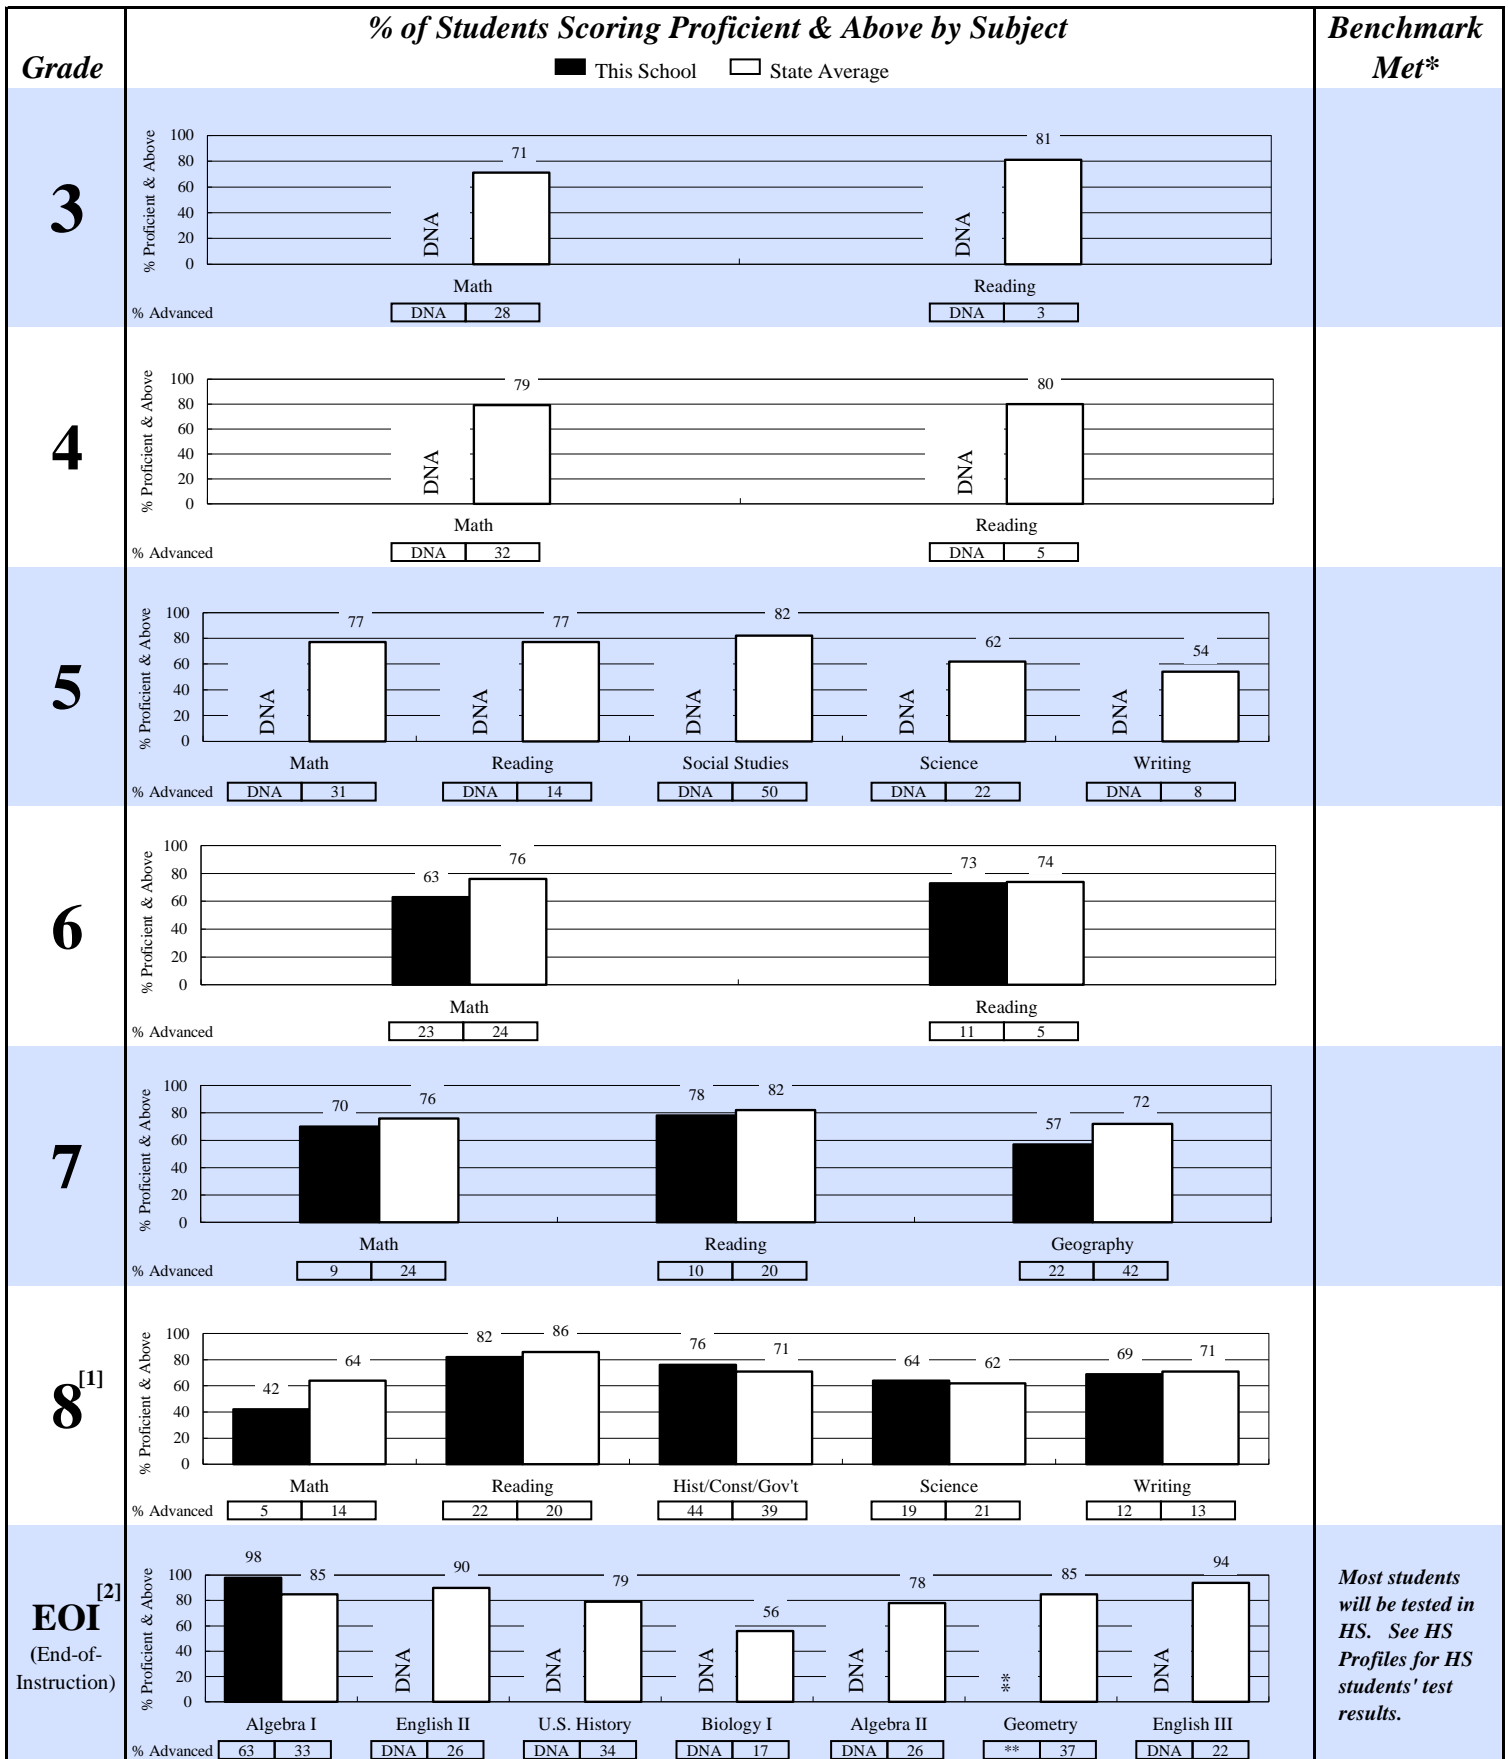 Grade
% of Students Scoring Proficient & Above by Subject
This School State Average
Benchmark
Met*
3
% Proficient & Above
100
80
60
40
20
0
DNA 71 DNA 81
Math Reading
% Advanced DNA 28 DNA 3
4
% Proficient & Above
100
80
60
40
20
0
DNA 79 DNA 80
Math Reading
% Advanced DNA 32 DNA 5
5
% Proficient & Above
100
80
60
40
20
0
DNA 77 DNA 77 DNA 82 DNA 62 DNA 54
Math Reading Social Studies Science Writing
% Advanced DNA 31 DNA 14 DNA 50 DNA 22 DNA 8
6
% Proficient & Above
100
80
60
40
20
0
63 76 73 74
Math Reading
% Advanced 23 24 11 5
7
% Proficient & Above
100
80
60
40
20
0
70 76 78 82 57 72
Math Reading Geography
% Advanced 9 24 10 20 22 42
8[1]
% Proficient & Above
100
80
60
40
20
0
42 64 82 86 76 71 64 62 69 71
Math Reading Hist/Const/Gov't Science Writing
% Advanced 5 14 22 20 44 39 19 21 12 13
EOI[2]
(End-of-
Instruction)
% Proficient & Above
100
80
60
40
20
0
98 85 DNA 90 DNA 79 DNA 56 DNA 78 ** 85 DNA 94
Algebra I English II U.S. History Biology I Algebra II Geometry English III
% Advanced 63 33 DNA 26 DNA 34 DNA 17 DNA 26 ** 37 DNA 22
Most students
will be tested in
HS. See HS
Profiles for HS
students' test
results.